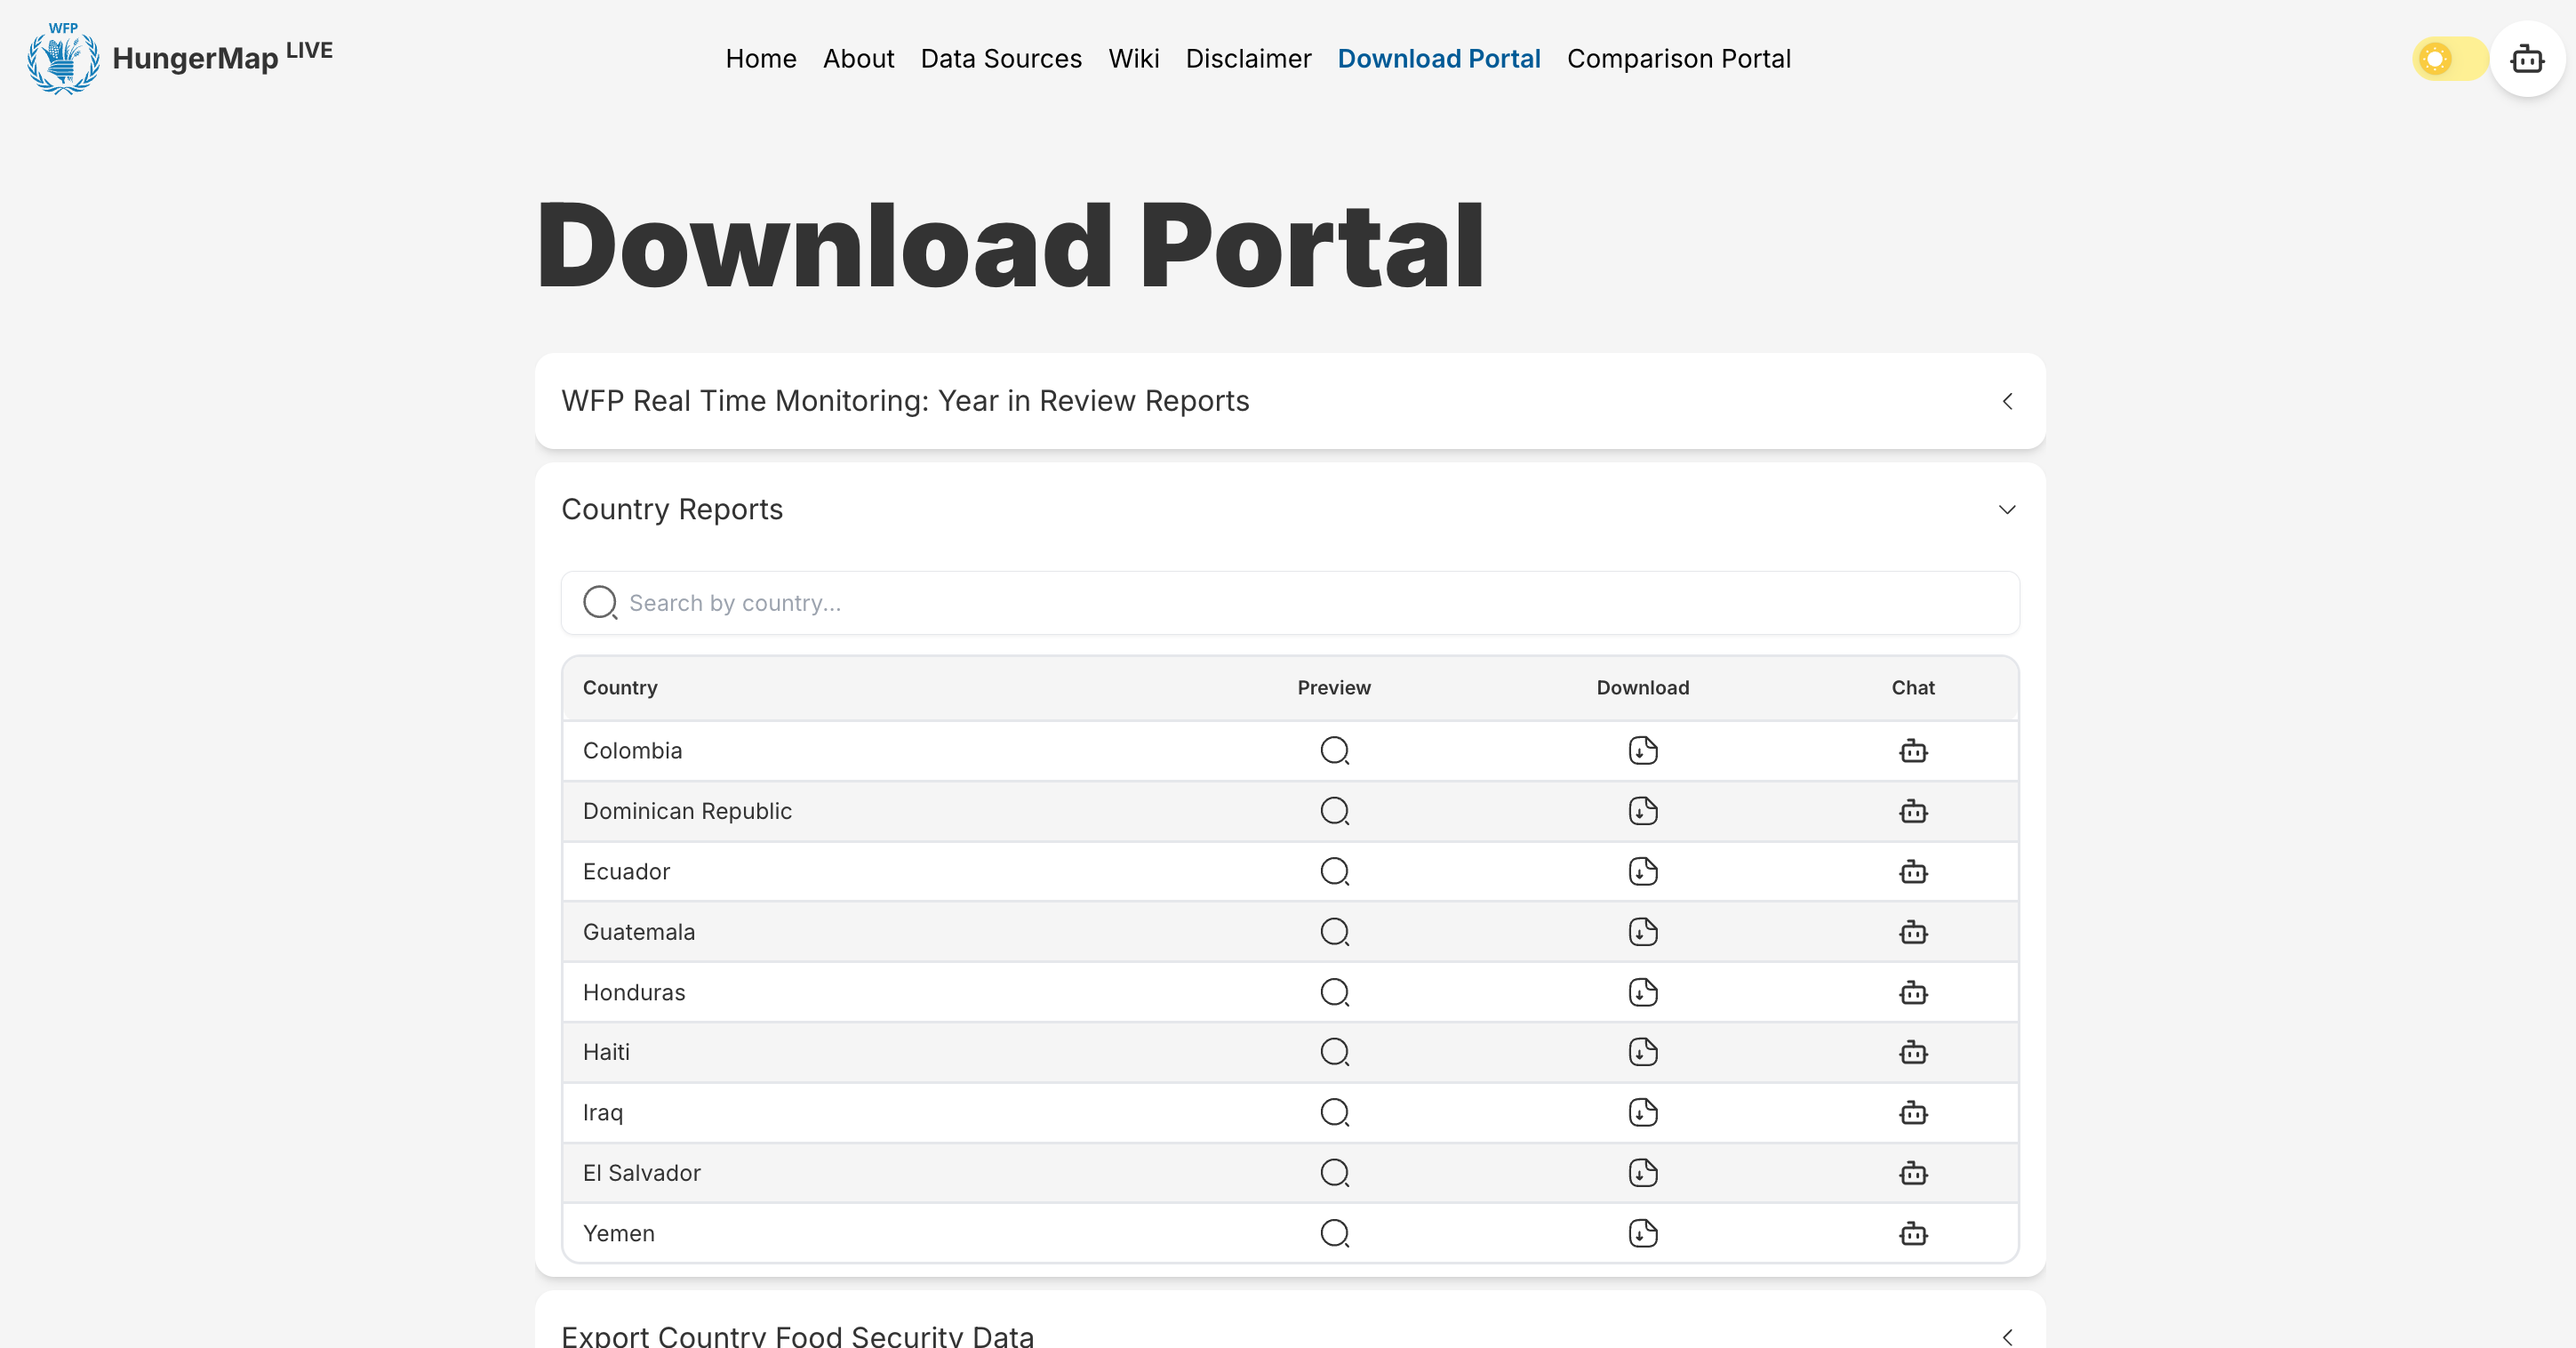 WFP
HungerMap LIVE
Home About Data Sources Wiki Disclaimer Download Portal Comparison Portal
Download Portal
WFP Real Time Monitoring: Year in Review Reports
Country Reports
Search by country...
Country Preview Download Chat
Colombia
Dominican Republic
Ecuador
Guatemala
Honduras
Haiti
Iraq
El Salvador
Yemen
Export Country Food Security Data